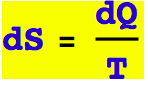 dS = dQ
T